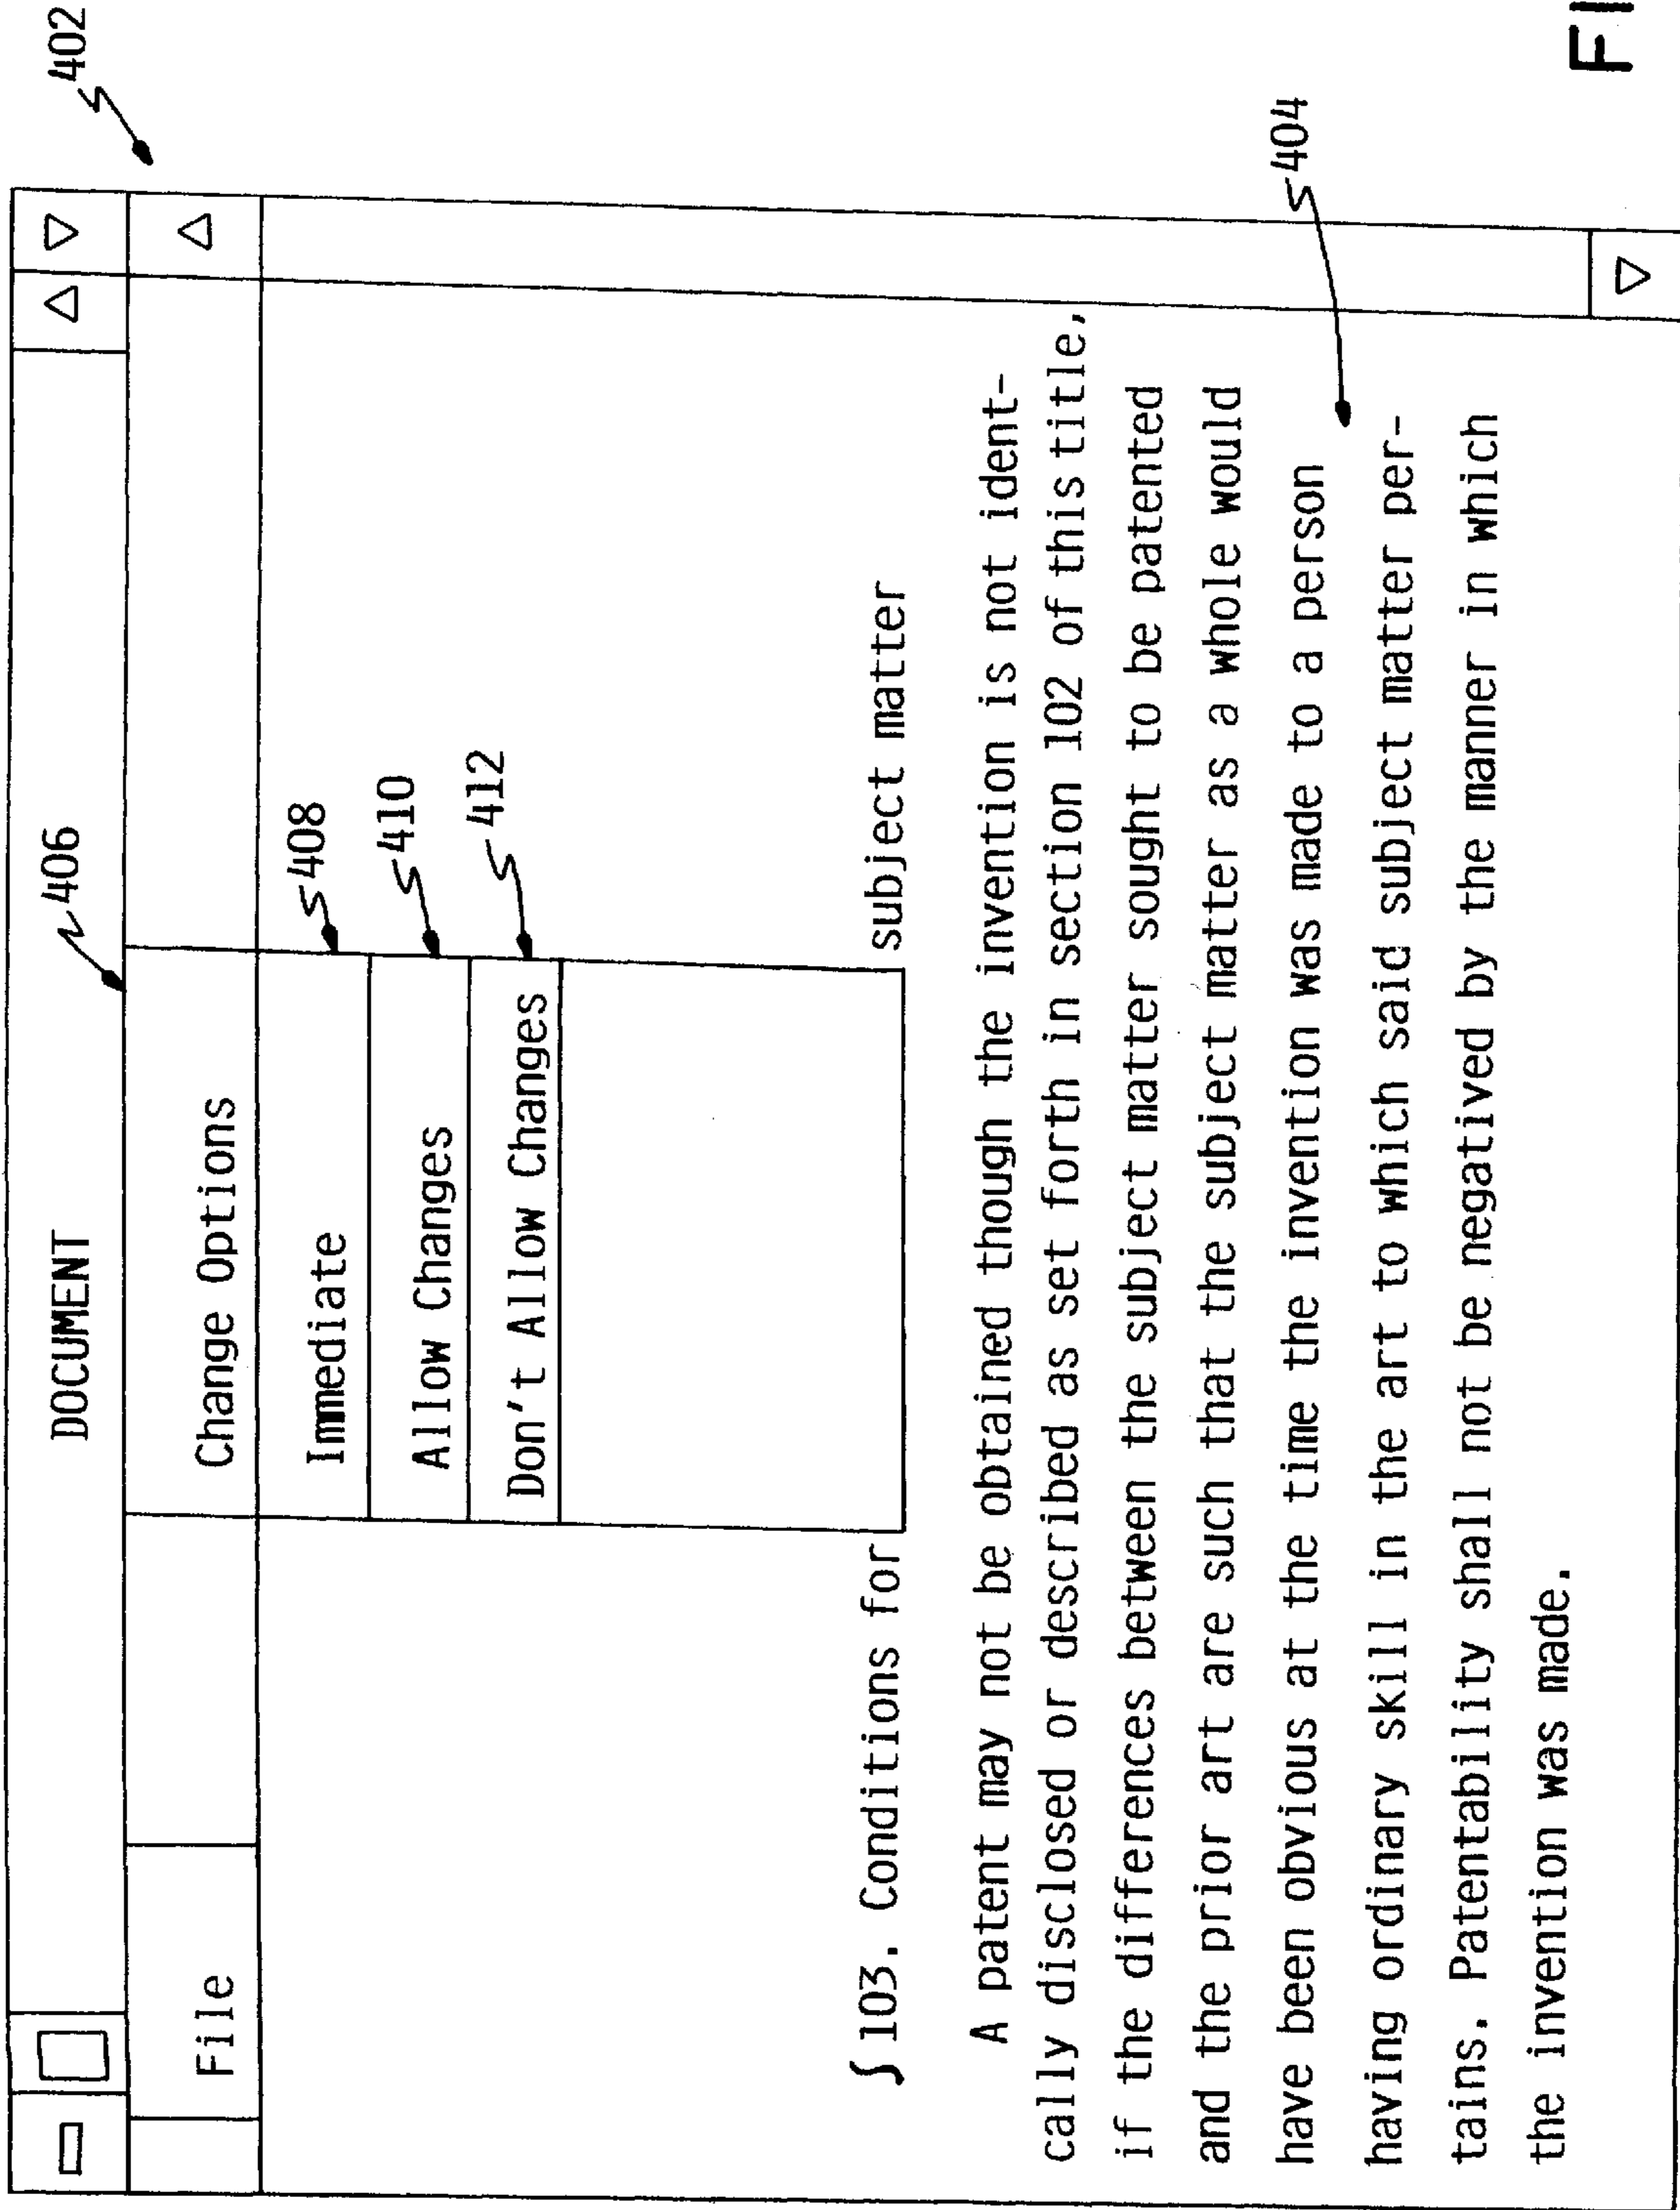 402
DOCUMENT
406
File
Change Options
Immediate
408
Allow Changes
410
Don't Allow Changes
412
∫ 103. Conditions for
subject matter
A patent may not be obtained though the invention is not ident-
cally disclosed or described as set forth in section 102 of this title,
if the differences between the subject matter sought to be patented
and the prior art are such that the subject matter as a whole would
have been obvious at the time the invention was made to a person
404
having ordinary skill in the art to which said subject matter per-
tains. Patentability shall not be negatived by the manner in which
the invention was made.